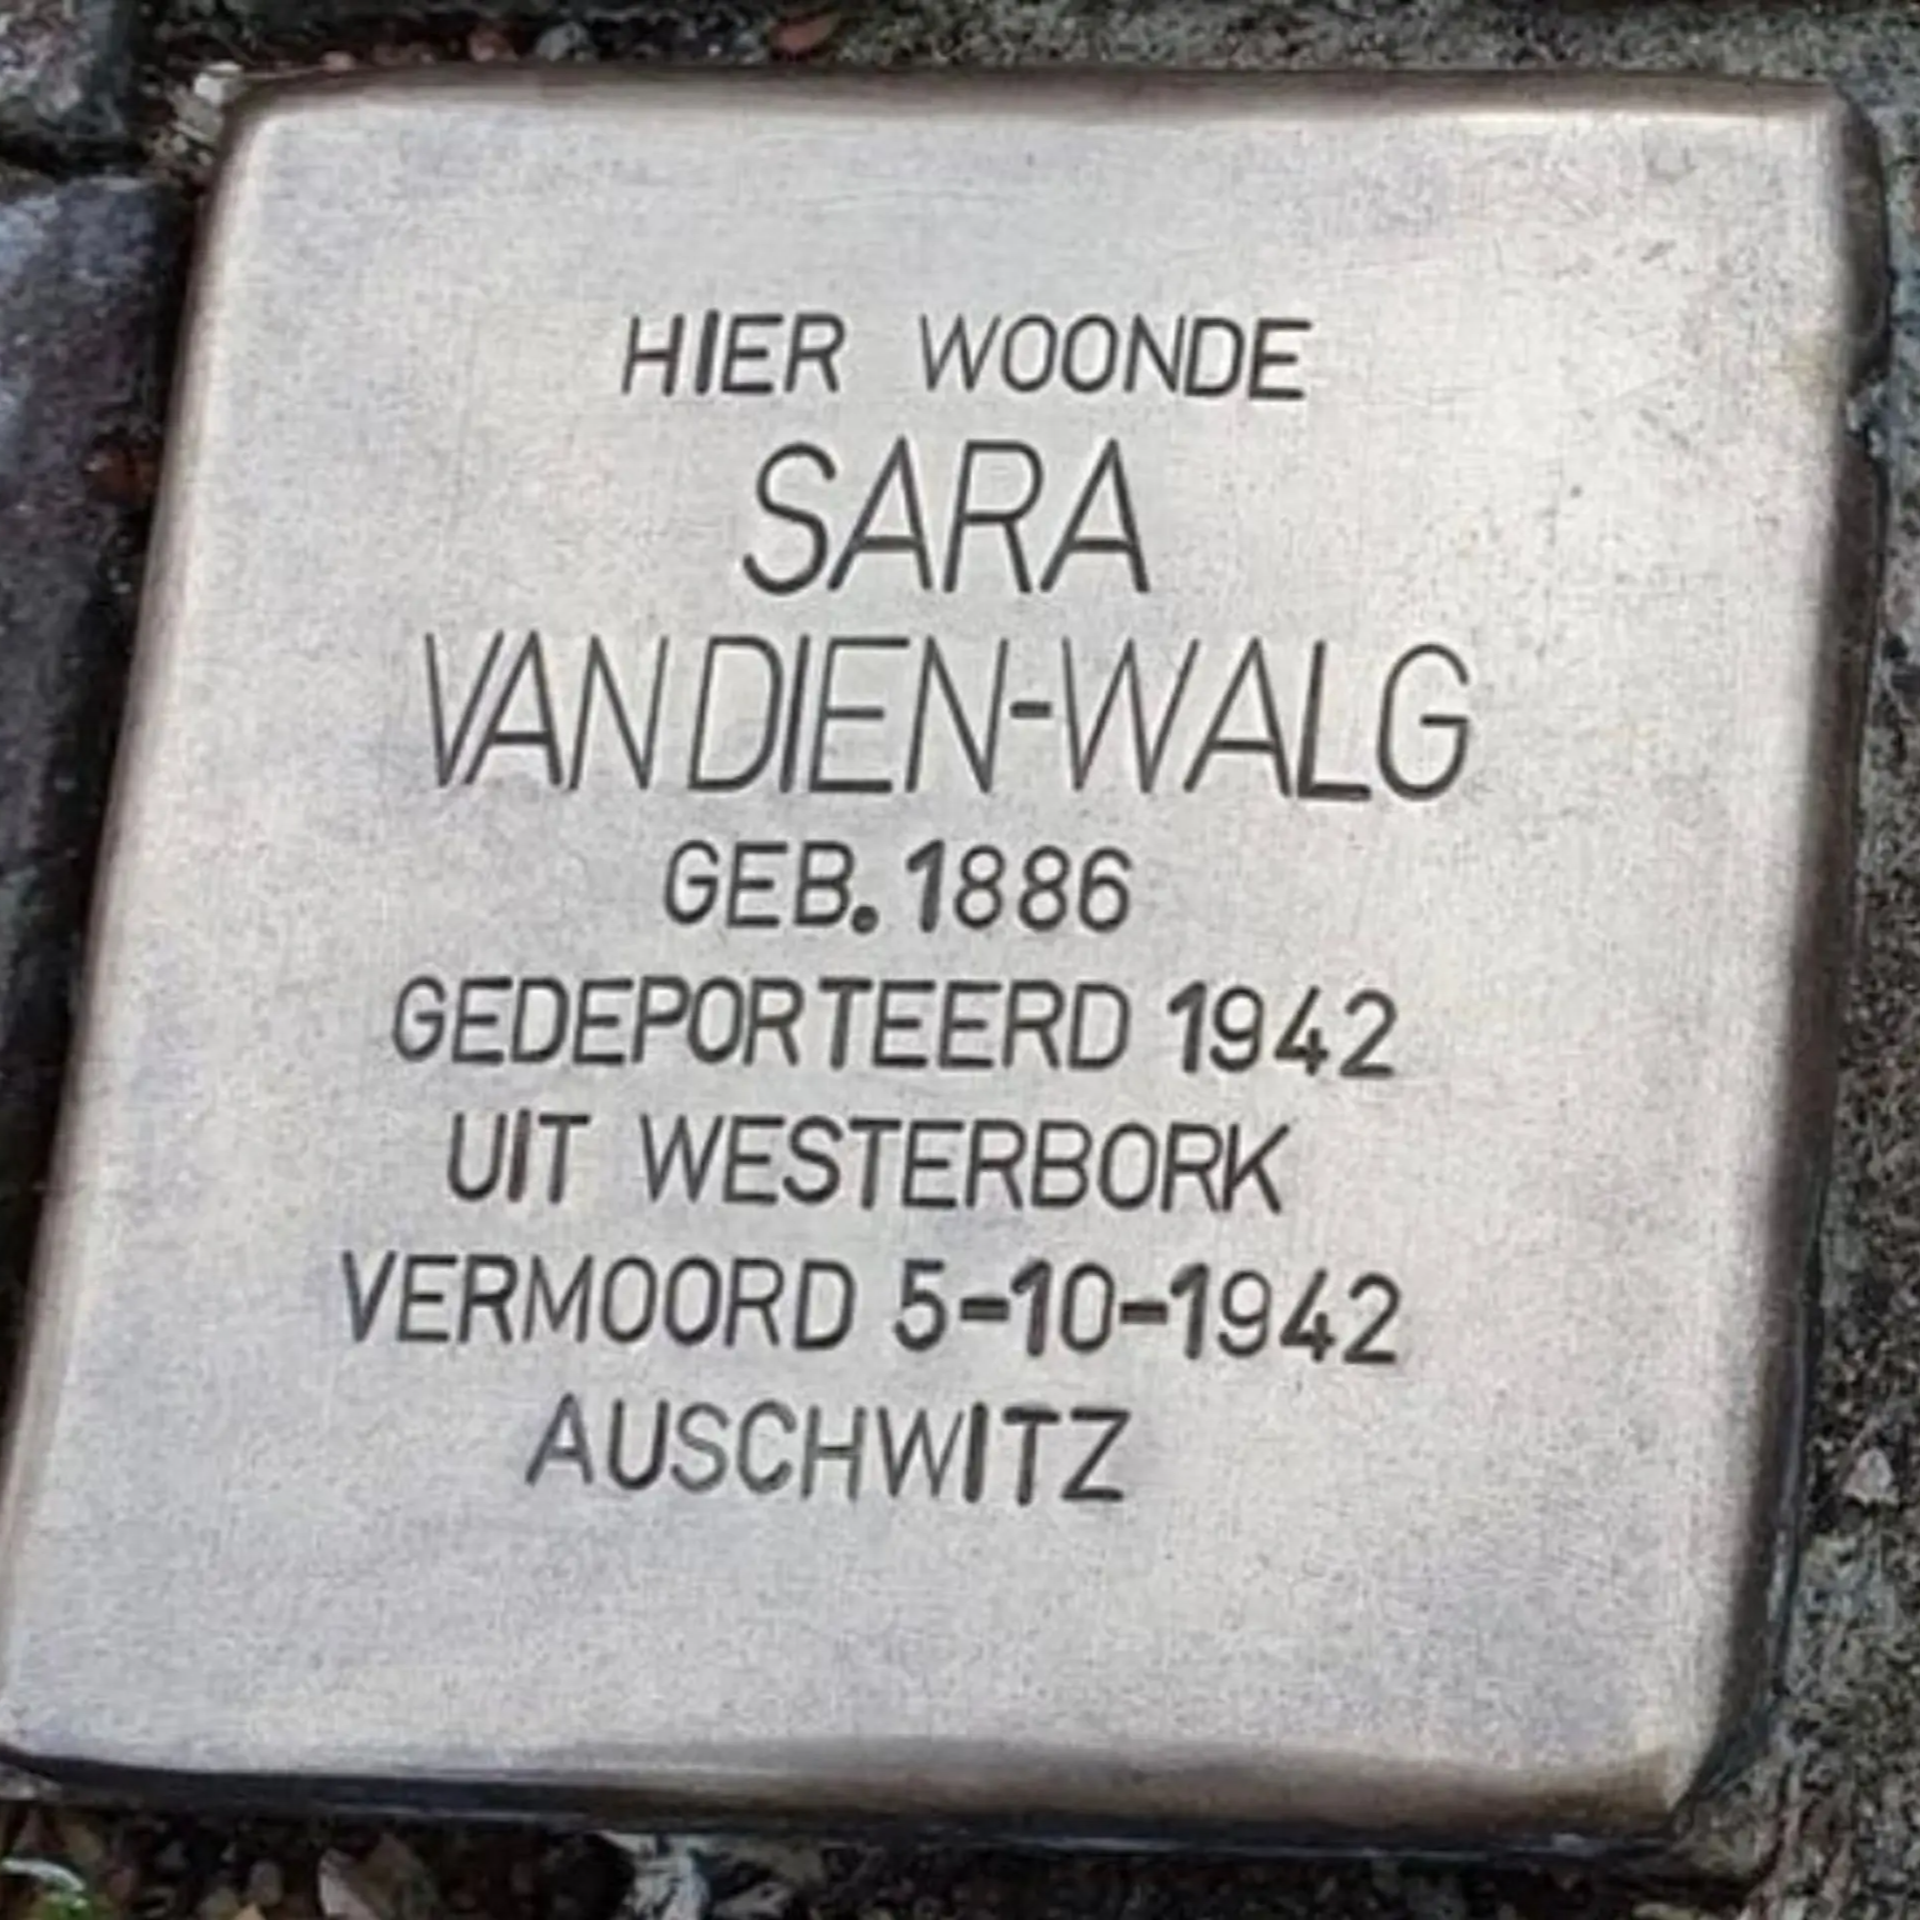 HIER WOONDE
SARA
VAN DIEN-WALG
GEB. 1886
GEDEPORTEERD 1942
UIT WESTERBORK
VERMOORD 5-10-1942
AUSCHWITZ